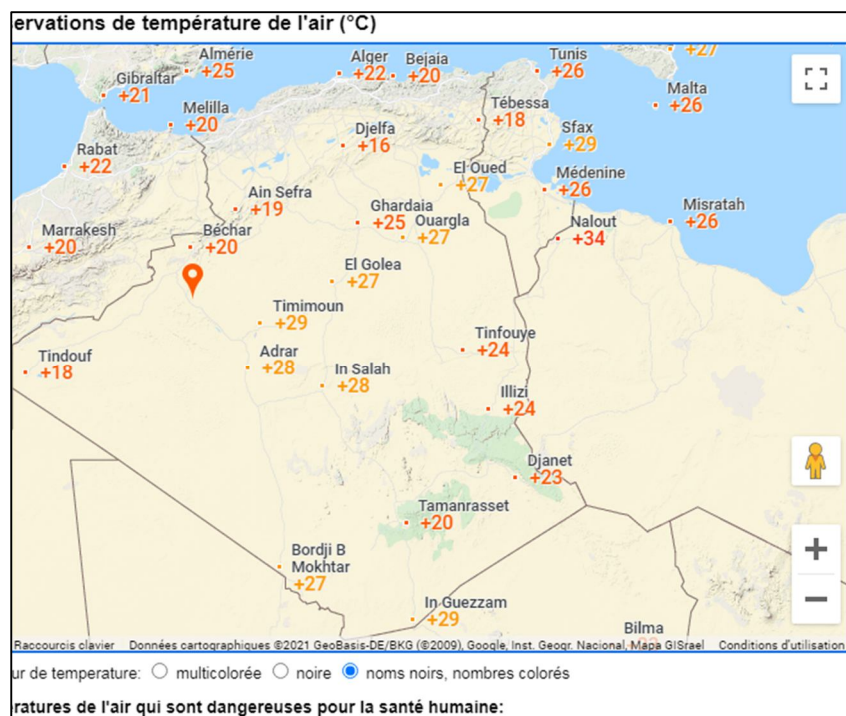 ervations de température de l'air (°C)
+27
Almérie
+25
Alger
+22
Bejaia
+20
Tunis
+26
Gibraltar
+21
Malta
+26
Melilla
+20
Tébessa
+18
Djelfa
+16
Sfax
+29
Rabat
+22
El Oued
+27
Médenine
+26
Ain Sefra
+19
Ghardaia
+25
Ouargla
+27
Misratah
+26
Marrakesh
+20
Béchar
+20
Nalout
+34
El Golea
+27
Timimoun
+29
Tinfouye
+24
Tindouf
+18
Adrar
+28
In Salah
+28
Illizi
+24
Djanet
+23
Tamanrasset
+20
Bordji B
Mokhtar
+27
In Guezzam
+29
Bilma
Raccourcis clavier Données cartographiques ©2021 GeoBasis-DE/BKG (©2009), Google, Inst. Geogr. Nacional, Mapa GISrael Conditions d'utilisation
ur de temperature: multicolorée noire noms noirs, nombres colorés
ratures de l'air qui sont dangereuses pour la santé humaine: